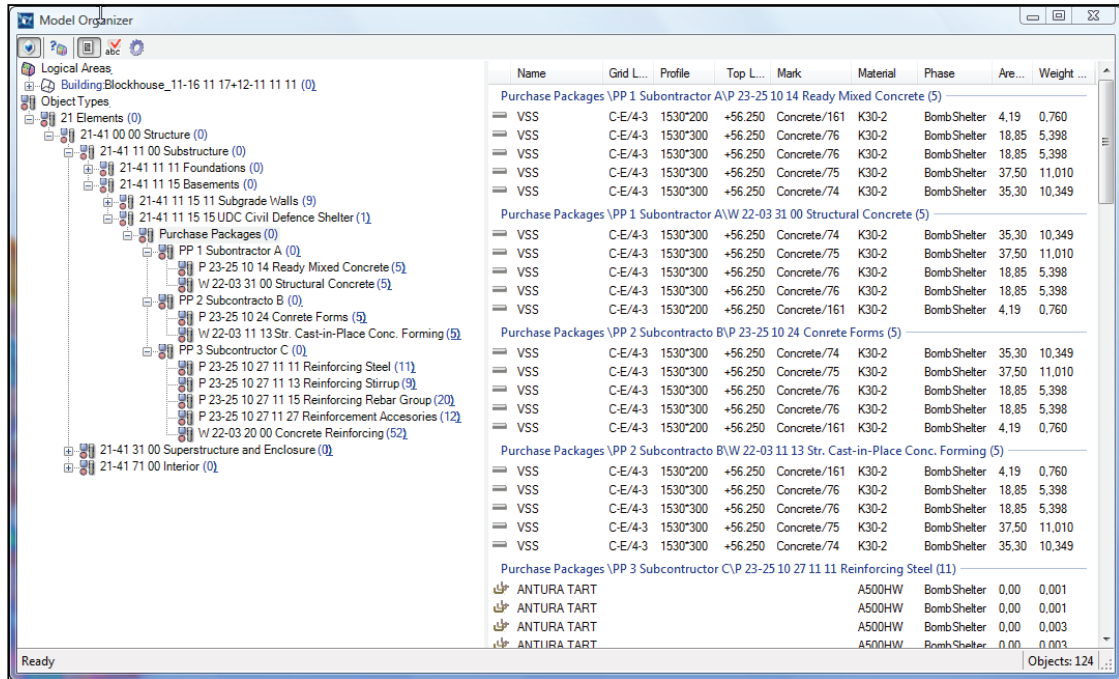 Model Organizer
Logical Areas
Building:Blockhouse_11-16 11 17+12-11 11 11 (0)
Object Types
21 Elements (0)
21-41 00 00 Structure (0)
21-41 11 00 Substructure (0)
21-41 11 11 Foundations (0)
21-41 11 15 Basements (0)
21-41 11 15 11 Subgrade Walls (9)
21-41 11 15 15 UDC Civil Defence Shelter (1)
Purchase Packages (0)
PP 1 Subontractor A (0)
P 23-25 10 14 Ready Mixed Concrete (5)
W 22-03 31 00 Structural Concrete (5)
PP 2 Subcontracto B (0)
P 23-25 10 24 Conrete Forms (5)
W 22-03 11 13 Str. Cast-in-Place Conc. Forming (5)
PP 3 Subcontructor C (0)
P 23-25 10 27 11 11 Reinforcing Steel (11)
P 23-25 10 27 11 13 Reinforcing Stirrup (9)
P 23-25 10 27 11 15 Reinforcing Rebar Group (20)
P 23-25 10 27 11 27 Reinforcement Accesories (12)
W 22-03 20 00 Concrete Reinforcing (52)
21-41 31 00 Superstructure and Enclosure (0)
21-41 71 00 Interior (0)
Name Grid L... Profile Top L... Mark Material Phase Are... Weight ...
Purchase Packages \PP 1 Subontractor A\P 23-25 10 14 Ready Mixed Concrete (5)
VSS C-E/4-3 1530*200 +56.250 Concrete/161 K30-2 BombShelter 4,19 0,760
VSS C-E/4-3 1530*300 +56.250 Concrete/76 K30-2 BombShelter 18,85 5,398
VSS C-E/4-3 1530*300 +56.250 Concrete/76 K30-2 BombShelter 18,85 5,398
VSS C-E/4-3 1530*300 +56.250 Concrete/75 K30-2 BombShelter 37,50 11,010
VSS C-E/4-3 1530*300 +56.250 Concrete/74 K30-2 BombShelter 35,30 10,349
Purchase Packages \PP 1 Subontractor A\W 22-03 31 00 Structural Concrete (5)
VSS C-E/4-3 1530*300 +56.250 Concrete/74 K30-2 BombShelter 35,30 10,349
VSS C-E/4-3 1530*300 +56.250 Concrete/75 K30-2 BombShelter 37,50 11,010
VSS C-E/4-3 1530*300 +56.250 Concrete/76 K30-2 BombShelter 18,85 5,398
VSS C-E/4-3 1530*300 +56.250 Concrete/76 K30-2 BombShelter 18,85 5,398
VSS C-E/4-3 1530*200 +56.250 Concrete/161 K30-2 BombShelter 4,19 0,760
Purchase Packages \PP 2 Subcontracto B\P 23-25 10 24 Conrete Forms (5)
VSS C-E/4-3 1530*300 +56.250 Concrete/74 K30-2 BombShelter 35,30 10,349
VSS C-E/4-3 1530*300 +56.250 Concrete/75 K30-2 BombShelter 37,50 11,010
VSS C-E/4-3 1530*300 +56.250 Concrete/76 K30-2 BombShelter 18,85 5,398
VSS C-E/4-3 1530*300 +56.250 Concrete/76 K30-2 BombShelter 18,85 5,398
VSS C-E/4-3 1530*200 +56.250 Concrete/161 K30-2 BombShelter 4,19 0,760
Purchase Packages \PP 2 Subcontracto B\W 22-03 11 13 Str. Cast-in-Place Conc. Forming (5)
VSS C-E/4-3 1530*200 +56.250 Concrete/161 K30-2 BombShelter 4,19 0,760
VSS C-E/4-3 1530*300 +56.250 Concrete/76 K30-2 BombShelter 18,85 5,398
VSS C-E/4-3 1530*300 +56.250 Concrete/76 K30-2 BombShelter 18,85 5,398
VSS C-E/4-3 1530*300 +56.250 Concrete/75 K30-2 BombShelter 37,50 11,010
VSS C-E/4-3 1530*300 +56.250 Concrete/74 K30-2 BombShelter 35,30 10,349
Purchase Packages \PP 3 Subcontructor C\P 23-25 10 27 11 11 Reinforcing Steel (11)
ANTURA TART A500HW BombShelter 0,00 0,001
ANTURA TART A500HW BombShelter 0,00 0,001
ANTURA TART A500HW BombShelter 0,00 0,003
ANTURA TART A500HW BombShelter 0,00 0,003
Ready Objects: 124